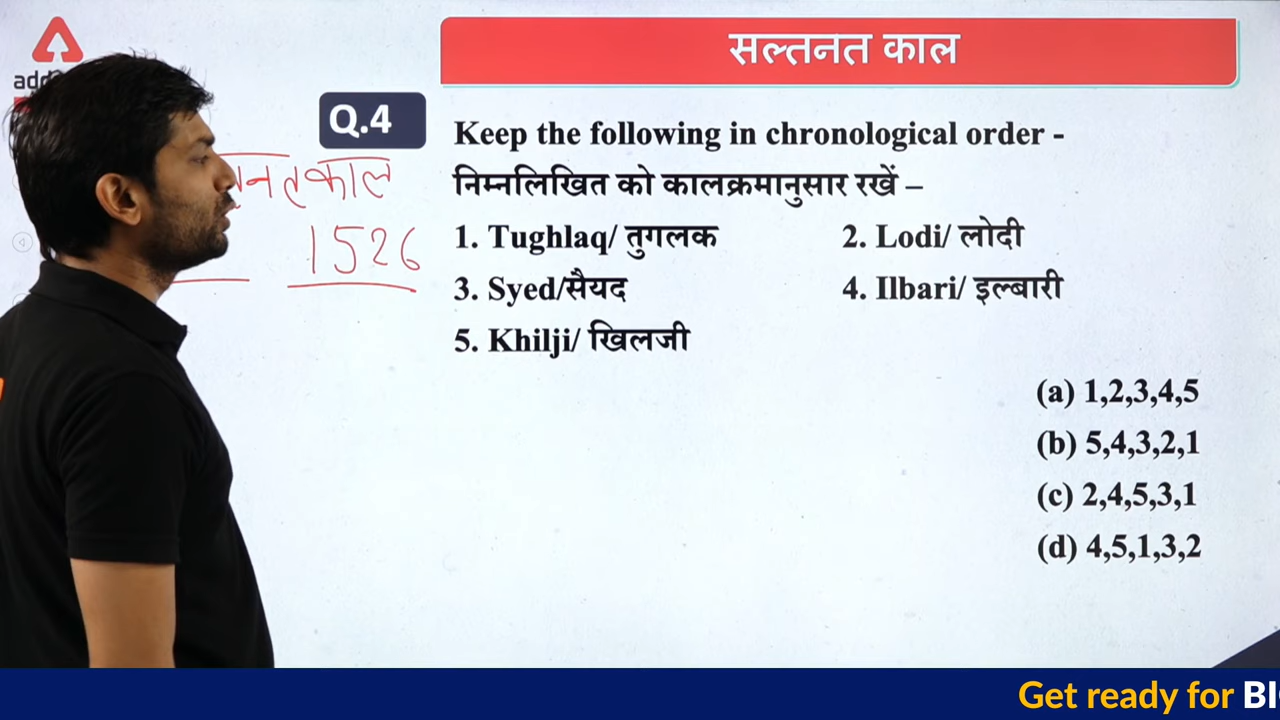 सल्तनत काल
Q.4
Keep the following in chronological order -
निम्नलिखित को कालक्रमानुसार रखें –
1. Tughlaq/ तुगलक
2. Lodi/ लोदी
3. Syed/सैयद
4. Ilbari/ इल्बारी
5. Khilji/ खिलजी
(a) 1,2,3,4,5
(b) 5,4,3,2,1
(c) 2,4,5,3,1
(d) 4,5,1,3,2
1526
Get ready for